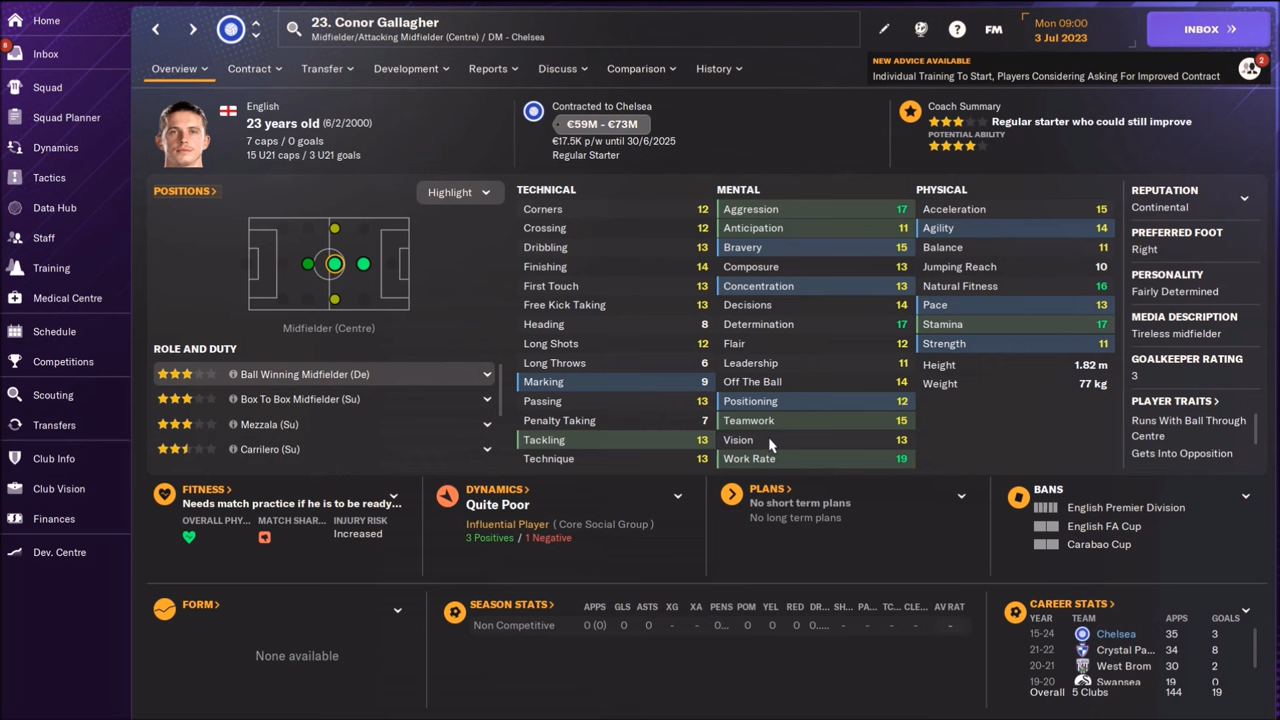 Home
8
Inbox
Squad
Squad Planner
Dynamics
Tactics
Data Hub
Staff
Training
Medical Centre
Schedule
Competitions
Scouting
Transfers
Club Info
Club Vision
Finances
Dev. Centre
23. Conor Gallagher
Midfielder/Attacking Midfielder (Centre) / DM - Chelsea
?
FM
Mon 09:00
3 Jul 2023
INBOX
Overview
Contract
Transfer
Development
Reports
Discuss
Comparison
History
NEW ADVICE AVAILABLE
Individual Training To Start, Players Considering Asking For Improved Contract
2
English
23 years old (6/2/2000)
7 caps / 0 goals
15 U21 caps / 3 U21 goals
Contracted to Chelsea
€59M - €73M
€17.5K p/w until 30/6/2025
Regular Starter
Coach Summary
Regular starter who could still improve
POTENTIAL ABILITY
POSITIONS>
Highlight
Midfielder (Centre)
ROLE AND DUTY
Ball Winning Midfielder (De)
Box To Box Midfielder (Su)
Mezzala (Su)
Carrilero (Su)
TECHNICAL
Corners 12
Crossing 12
Dribbling 13
Finishing 14
First Touch 13
Free Kick Taking 13
Heading 8
Long Shots 12
Long Throws 6
Marking 9
Passing 13
Penalty Taking 7
Tackling 13
Technique 13
MENTAL
Aggression 17
Anticipation 11
Bravery 15
Composure 13
Concentration 13
Decisions 14
Determination 17
Flair 12
Leadership 11
Off The Ball 14
Positioning 12
Teamwork 15
Vision 13
Work Rate 19
PHYSICAL
Acceleration 15
Agility 14
Balance 11
Jumping Reach 10
Natural Fitness 16
Pace 13
Stamina 17
Strength 11
Height 1.82 m
Weight 77 kg
REPUTATION
Continental
PREFERRED FOOT
Right
PERSONALITY
Fairly Determined
MEDIA DESCRIPTION
Tireless midfielder
GOALKEEPER RATING
3
PLAYER TRAITS>
Runs With Ball Through
Centre
Gets Into Opposition
FITNESS>
Needs match practice if he is to be ready...
OVERALL PHY... MATCH SHAR... INJURY RISK
Increased
DYNAMICS>
Quite Poor
Influential Player ( Core Social Group )
3 Positives / 1 Negative
PLANS>
No short term plans
No long term plans
BANS
English Premier Division
English FA Cup
Carabao Cup
FORM>
None available
SEASON STATS> APPS GLS ASTS XG XA PENS POM YEL RED DR... SH... PA... TC... CLE... AV RAT
Non Competitive 0 (0) 0 0 - - 0... 0 0 0 0..... - - - - -
CAREER STATS>
YEAR TEAM APPS GOALS
15-24 Chelsea 35 3
21-22 Crystal Pa... 34 8
20-21 West Brom 30 2
19-20 Swansea 19 0
Overall 5 Clubs 144 19